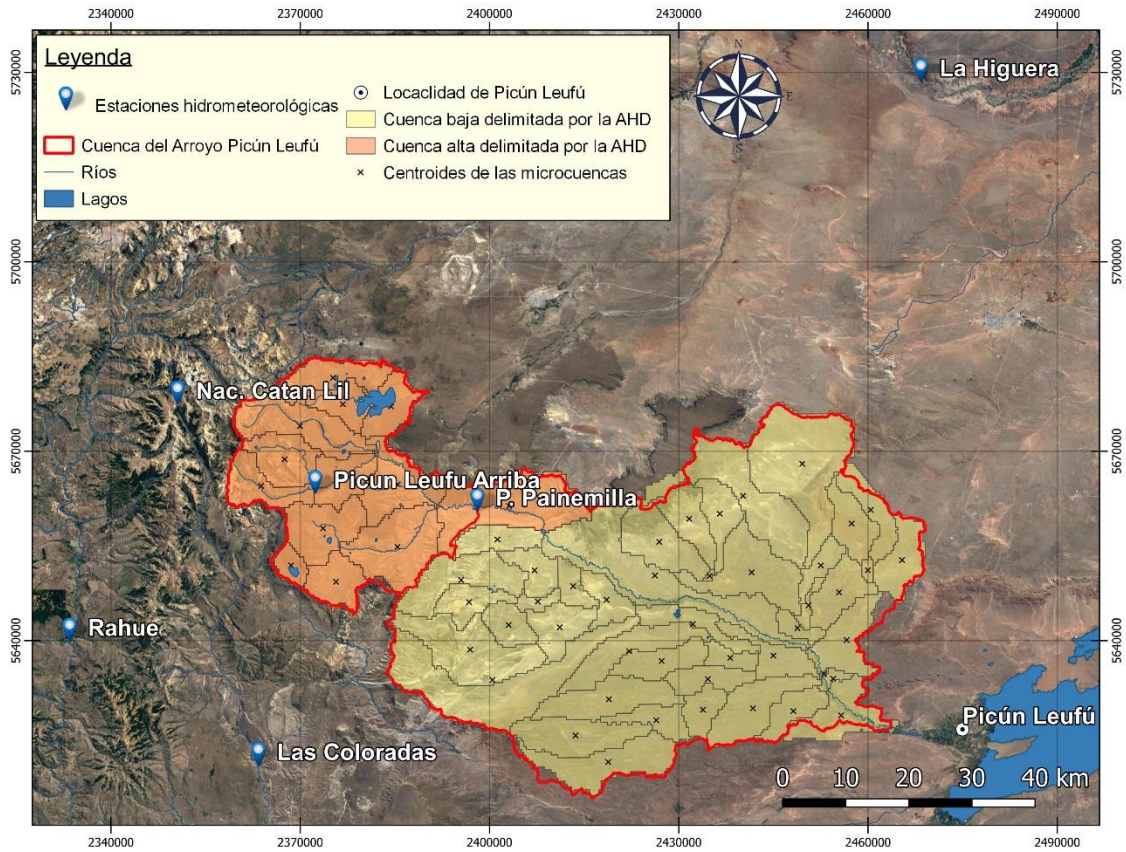 2340000 2370000 2400000 2430000 2460000 2490000
5730000 5730000
5700000 5700000
5670000 5670000
5640000 5640000
Leyenda
Estaciones hidrometeorológicas
Cuenca del Arroyo Picún Leufú
Ríos
Lagos
Locaclidad de Picún Leufú
Cuenca baja delimitada por la AHD
Cuenca alta delimitada por la AHD
Centroides de las microcuencas
N
E
S
La Higuera
Nac. Catan Lil
Picun Leufu Arriba
P. Painemilla
Rahue
Las Coloradas
Picún Leufú
0 10 20 30 40 km
2340000 2370000 2400000 2430000 2460000 2490000